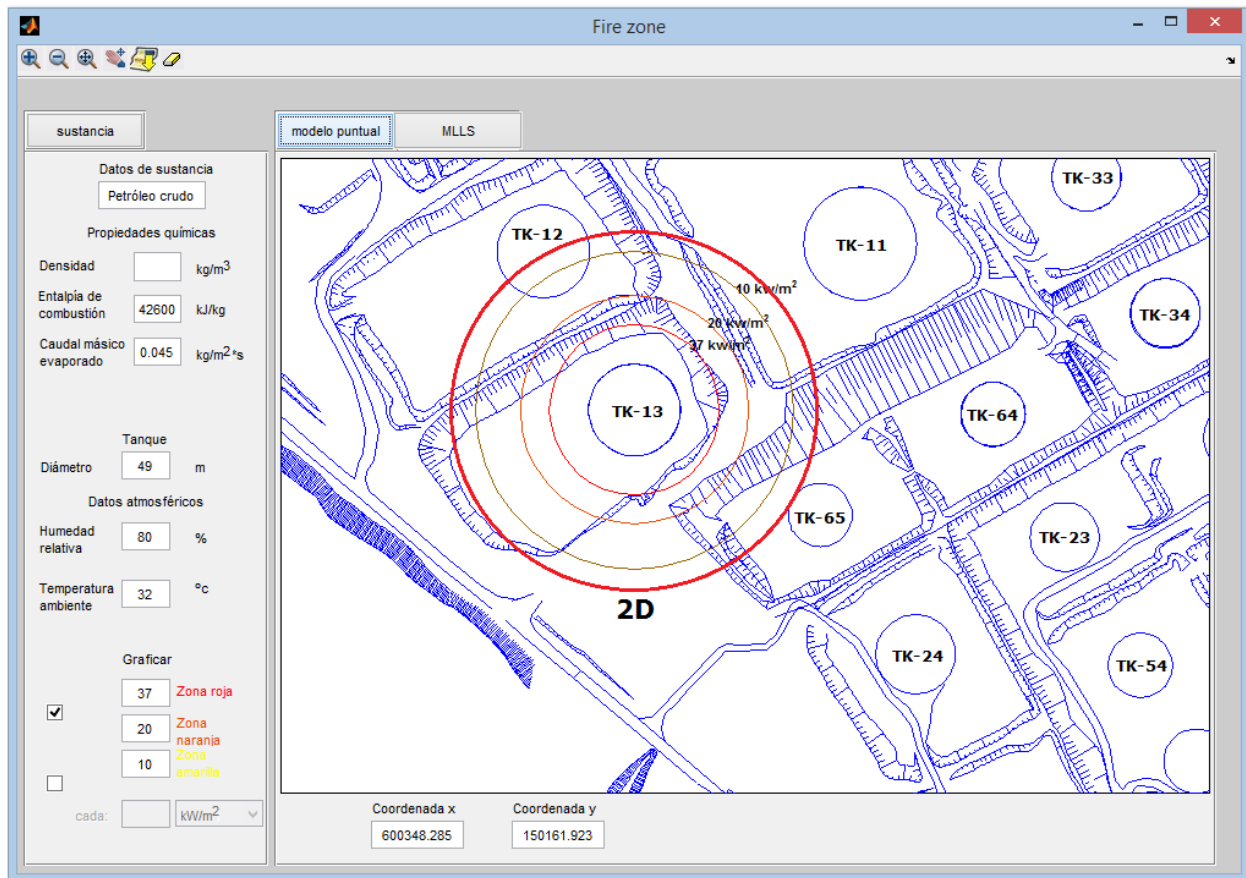 Fire zone
sustancia
modelo puntual
MLLS
Datos de sustancia
Petróleo crudo
Propiedades químicas
Densidad
kg/m3
Entalpía de
combustión
42600
kJ/kg
Caudal másico
evaporado
0.045
kg/m2*s
Tanque
Diámetro
49
m
Datos atmosféricos
Humedad
relativa
80
%
Temperatura
ambiente
32
ºc
Graficar
37
Zona roja
20
Zona
naranja
10
Zona
amarilla
cada:
kW/m2
TK-33
TK-12
TK-11
10 kw/m2
20 kw/m2
37 kw/m2
TK-34
TK-13
TK-64
TK-65
TK-23
2D
TK-24
TK-54
Coordenada x
600348.285
Coordenada y
150161.923